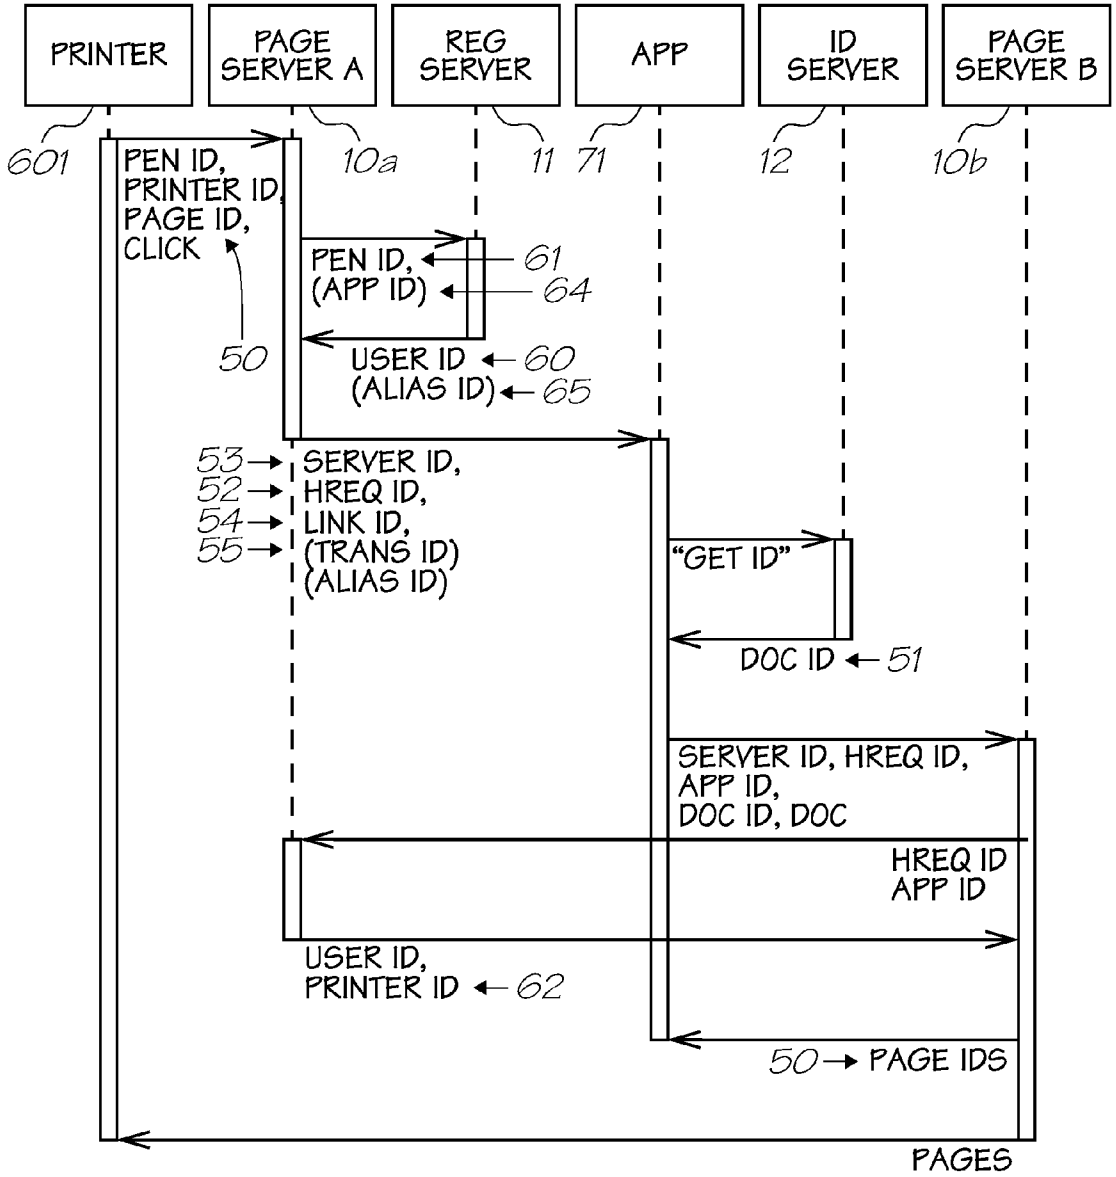 PRINTER
PAGE
SERVER A
REG
SERVER
APP
ID
SERVER
PAGE
SERVER B
601
10a
11
71
12
10b
PEN ID,
PRINTER ID,
PAGE ID,
CLICK
50
PEN ID,
61
(APP ID)
64
USER ID
60
(ALIAS ID)
65
53
SERVER ID,
52
HREQ ID,
54
LINK ID,
55
(TRANS ID)
(ALIAS ID)
"GET ID"
DOC ID
51
SERVER ID, HREQ ID,
APP ID,
DOC ID, DOC
HREQ ID
APP ID
USER ID,
PRINTER ID
62
50
PAGE IDS
PAGES